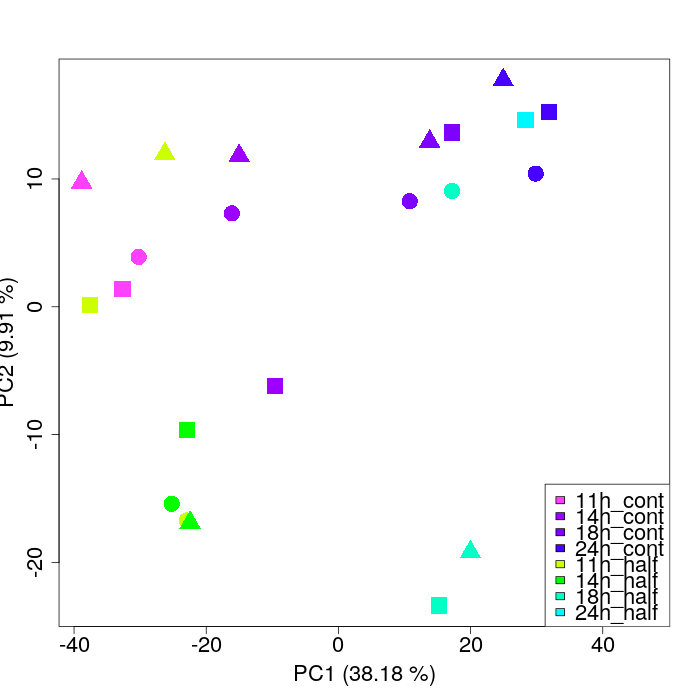 10
0
-10
-20
PC2 (9.91 %)
-40
-20
0
20
40
PC1 (38.18 %)
11h_cont
14h_cont
18h_cont
24h_cont
11h_half
14h_half
18h_half
24h_half